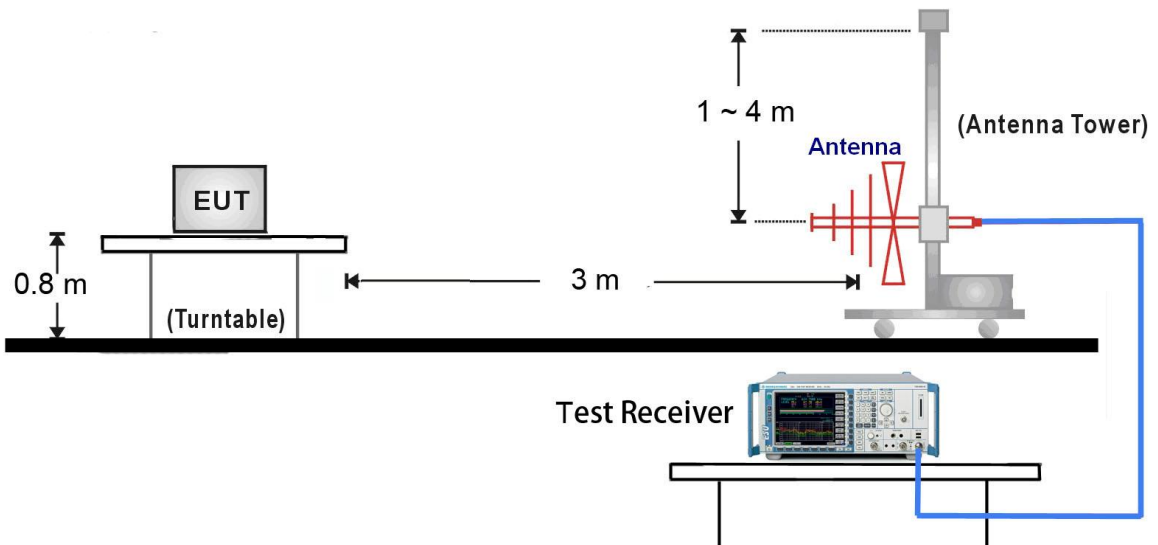 1 ~ 4 m
(Antenna Tower)
Antenna
EUT
0.8 m
3 m
(Turntable)
Test Receiver